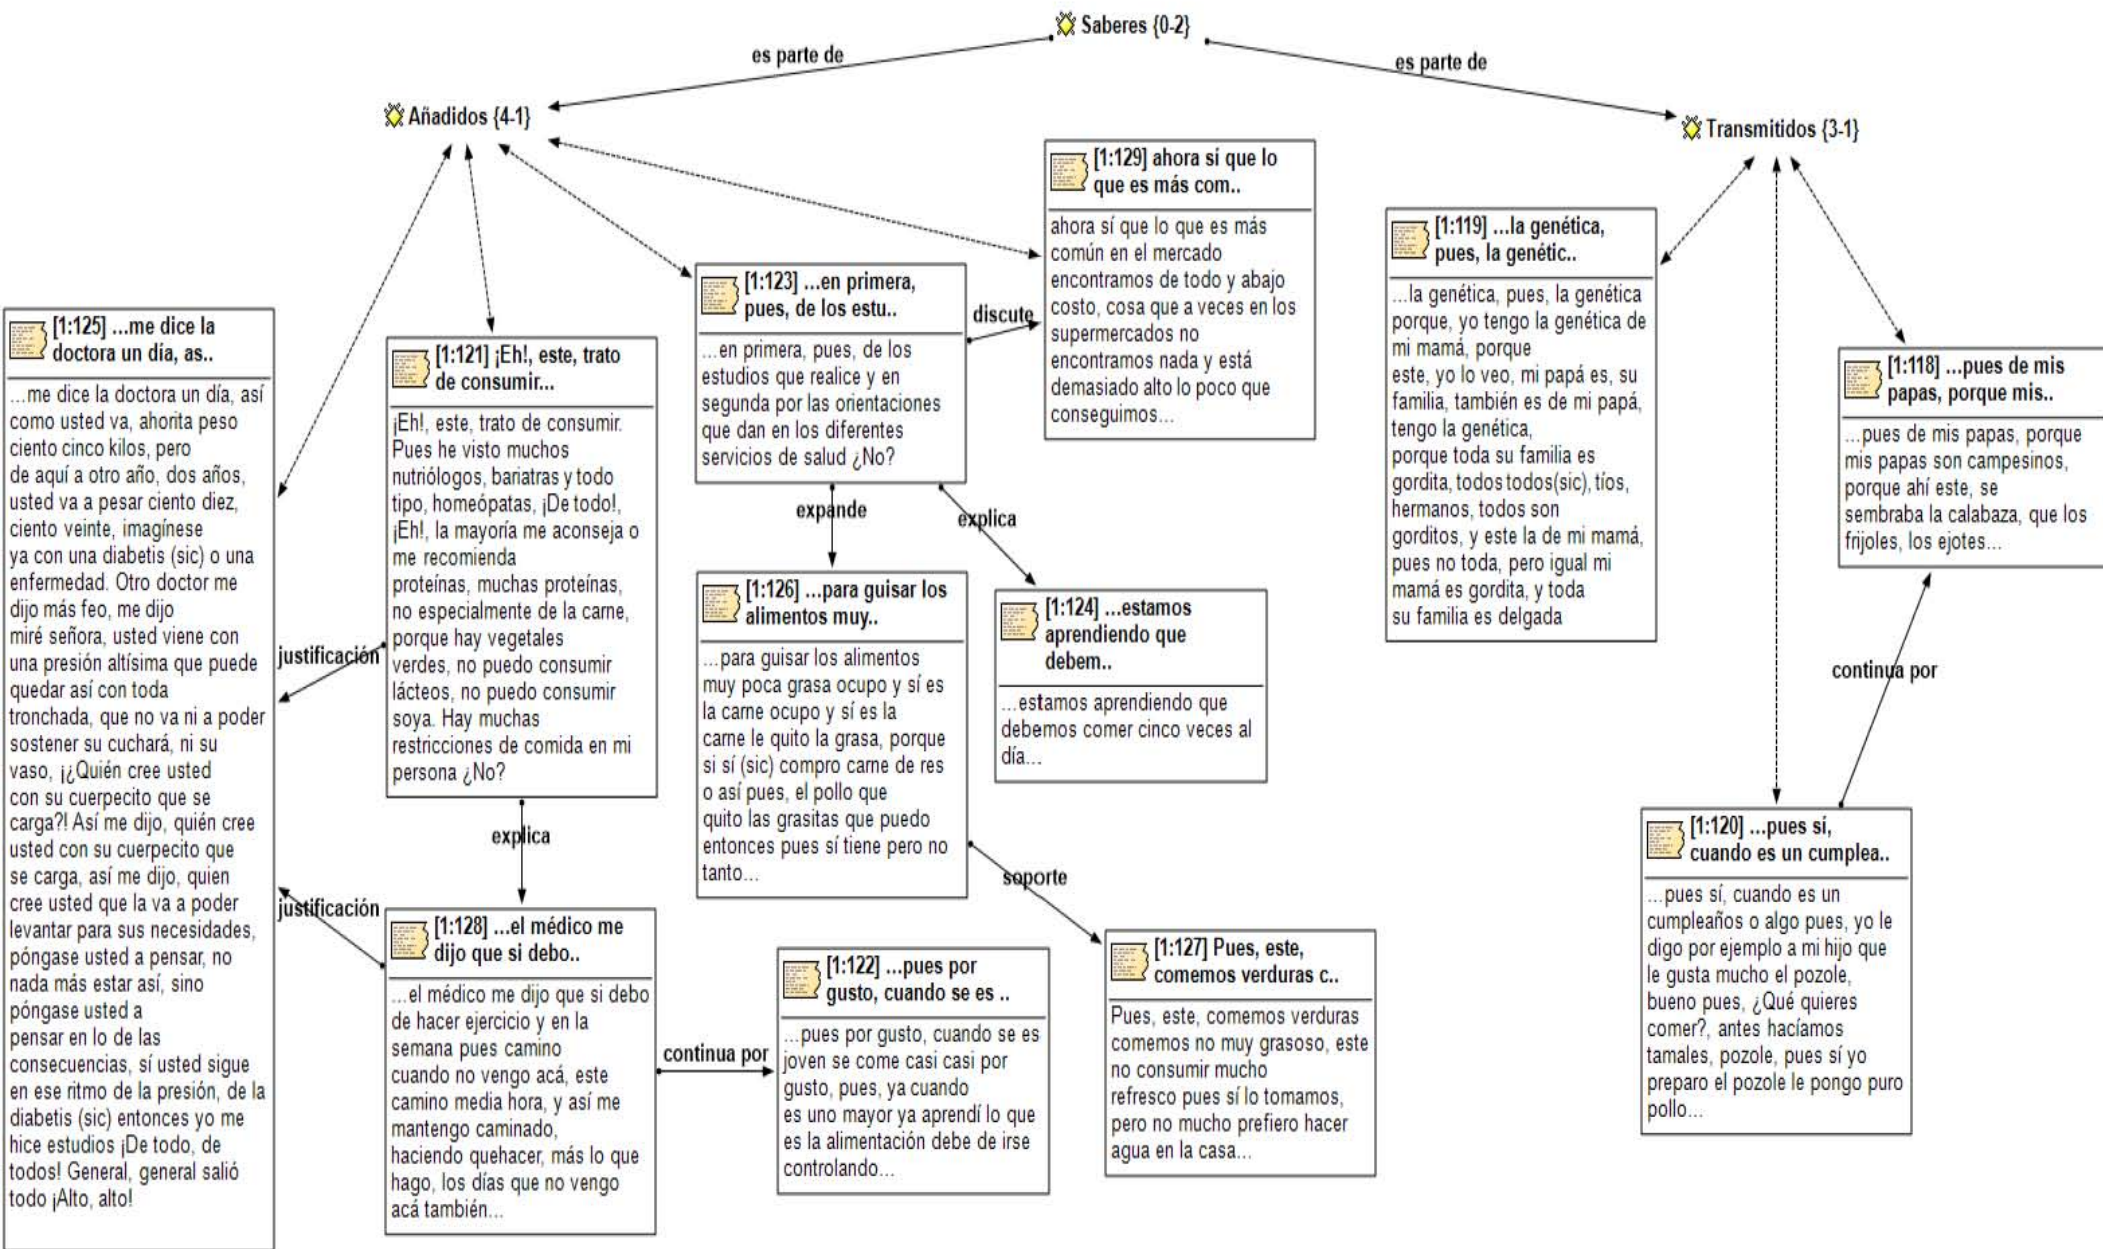 Saberes {0-2}
es parte de
es parte de
Añadidos {4-1}
Transmitidos {3-1}
[1:125] ...me dice la
doctora un día, as..
...me dice la doctora un día, así
como usted va, ahorita peso
ciento cinco kilos, pero
de aquí a otro año, dos años,
usted va a pesar ciento diez,
ciento veinte, imagínese
ya con una diabetis (sic) o una
enfermedad. Otro doctor me
dijo más feo, me dijo
miré señora, usted viene con
una presión altísima que puede
quedar así con toda
tronchada, que no va ni a poder
sostener su cuchará, ni su
vaso, ¡¿Quién cree usted
con su cuerpecito que se
carga?! Así me dijo, quién cree
usted con su cuerpecito que
se carga, así me dijo, quien
cree usted que la va a poder
levantar para sus necesidades,
póngase usted a pensar, no
nada más estar así, sino
póngase usted a
pensar en lo de las
consecuencias, sí usted sigue
en ese ritmo de la presión, de la
diabetis (sic) entonces yo me
hice estudios ¡De todo, de
todos! General, general salió
todo ¡Alto, alto!
justificación
justificación
[1:121] ¡Eh!, este, trato
de consumir...
¡Eh!, este, trato de consumir.
Pues he visto muchos
nutriólogos, bariatras y todo
tipo, homeópatas, ¡De todo!,
¡Eh!, la mayoría me aconseja o
me recomienda
proteínas, muchas proteínas,
no especialmente de la carne,
porque hay vegetales
verdes, no puedo consumir
lácteos, no puedo consumir
soya. Hay muchas
restricciones de comida en mi
persona ¿No?
explica
[1:128] ...el médico me
dijo que si debo..
...el médico me dijo que si debo
de hacer ejercicio y en la
semana pues camino
cuando no vengo acá, este
camino media hora, y así me
mantengo caminado,
haciendo quehacer, más lo que
hago, los días que no vengo
acá también...
continua por
[1:122] ...pues por
gusto, cuando se es ..
...pues por gusto, cuando se es
joven se come casi casi por
gusto, pues, ya cuando
es uno mayor ya aprendí lo que
es la alimentación debe de irse
controlando...
[1:123] ...en primera,
pues, de los estu..
...en primera, pues, de los
estudios que realice y en
segunda por las orientaciones
que dan en los diferentes
servicios de salud ¿No?
discute
expande
explica
[1:129] ahora sí que lo
que es más com..
ahora sí que lo que es más
común en el mercado
encontramos de todo y abajo
costo, cosa que a veces en los
supermercados no
encontramos nada y está
demasiado alto lo poco que
conseguimos...
[1:126] ...para guisar los
alimentos muy..
...para guisar los alimentos
muy poca grasa ocupo y sí es
la carne ocupo y sí es la
carne le quito la grasa, porque
si sí (sic) compro carne de res
o así pues, el pollo que
quito las grasitas que puedo
entonces pues sí tiene pero no
tanto...
[1:124] ...estamos
aprendiendo que
debem..
...estamos aprendiendo que
debemos comer cinco veces al
día...
soporte
[1:127] Pues, este,
comemos verduras c..
Pues, este, comemos verduras
comemos no muy grasoso, este
no consumir mucho
refresco pues sí lo tomamos,
pero no mucho prefiero hacer
agua en la casa...
[1:119] ...la genética,
pues, la genétic..
...la genética, pues, la genética
porque, yo tengo la genética de
mi mamá, porque
este, yo lo veo, mi papá es, su
familia, también es de mi papá,
tengo la genética,
porque toda su familia es
gordita, todos todos(sic), tíos,
hermanos, todos son
gorditos, y este la de mi mamá,
pues no toda, pero igual mi
mamá es gordita, y toda
su familia es delgada
[1:118] ...pues de mis
papas, porque mis..
...pues de mis papas, porque
mis papas son campesinos,
porque ahí este, se
sembraba la calabaza, que los
frijoles, los ejotes...
continua por
[1:120] ...pues sí,
cuando es un cumplea..
...pues sí, cuando es un
cumpleaños o algo pues, yo le
digo por ejemplo a mi hijo que
le gusta mucho el pozole,
bueno pues, ¿Qué quieres
comer?, antes hacíamos
tamales, pozole, pues sí yo
preparo el pozole le pongo puro
pollo...